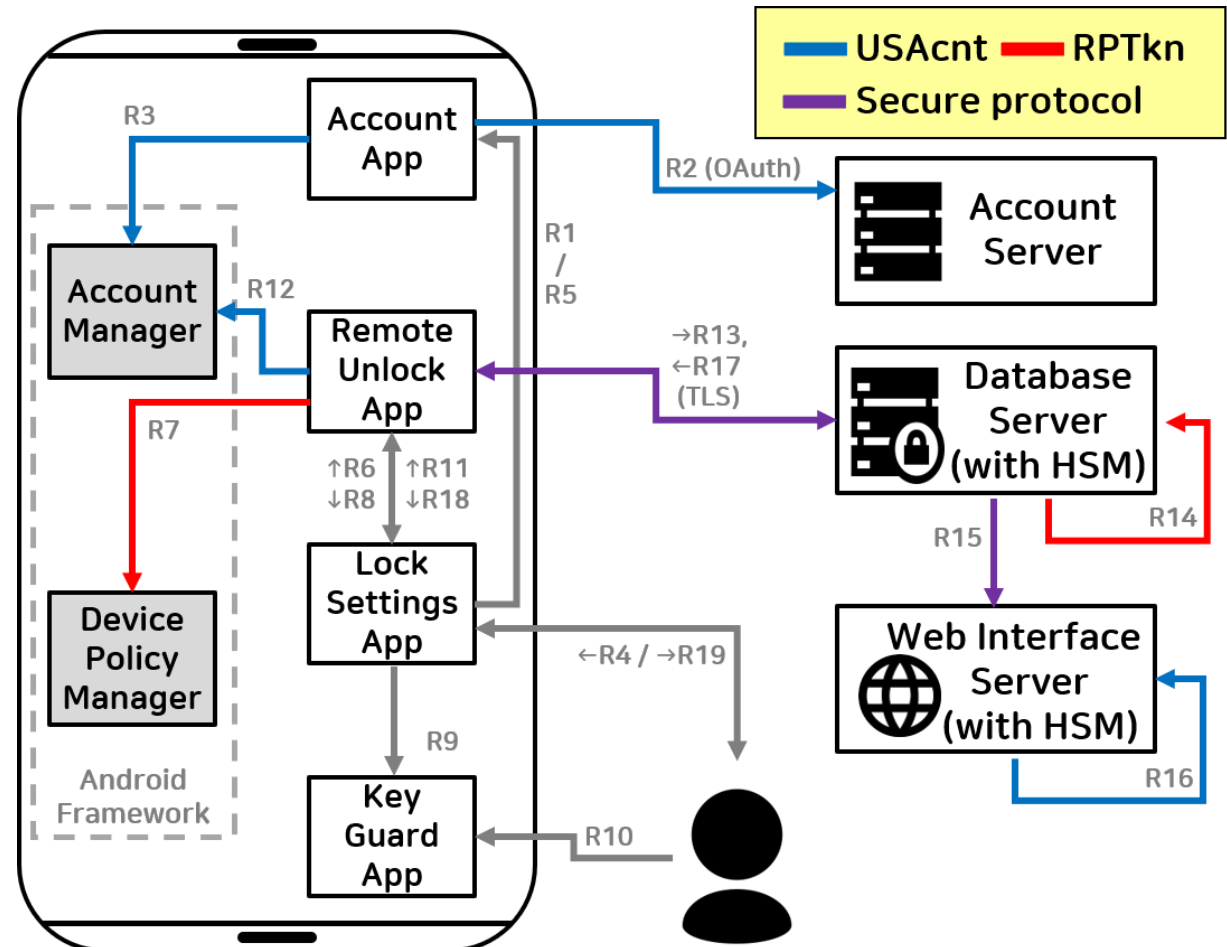 USAcnt
RPTkn
Secure protocol
R3
Account
App
R2 (OAuth)
Account
Server
R1
/
R5
Account
Manager
R12
Remote
Unlock
App
→R13,
←R17
(TLS)
Database
Server
(with HSM)
R7
↑R6
↓R8
↑R11
↓R18
R14
R15
Lock
Settings
App
Device
Policy
Manager
←R4 / →R19
Web Interface
Server
(with HSM)
R9
R16
Android
Framework
Key
Guard
App
R10